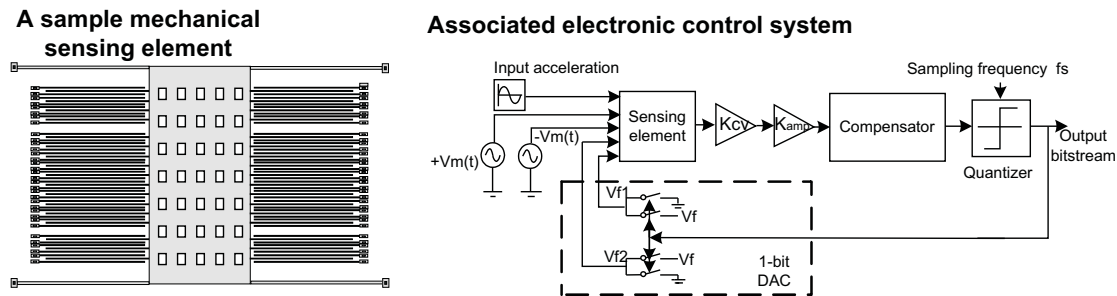 A sample mechanical
sensing element
Associated electronic control system
Input acceleration
Sampling frequency fs
Sensing
element
Kcv
Kamp
Compensator
-Vm(t)
+Vm(t)
Output
bitstream
Quantizer
Vf1
Vf
Vf2
Vf
1-bit
DAC